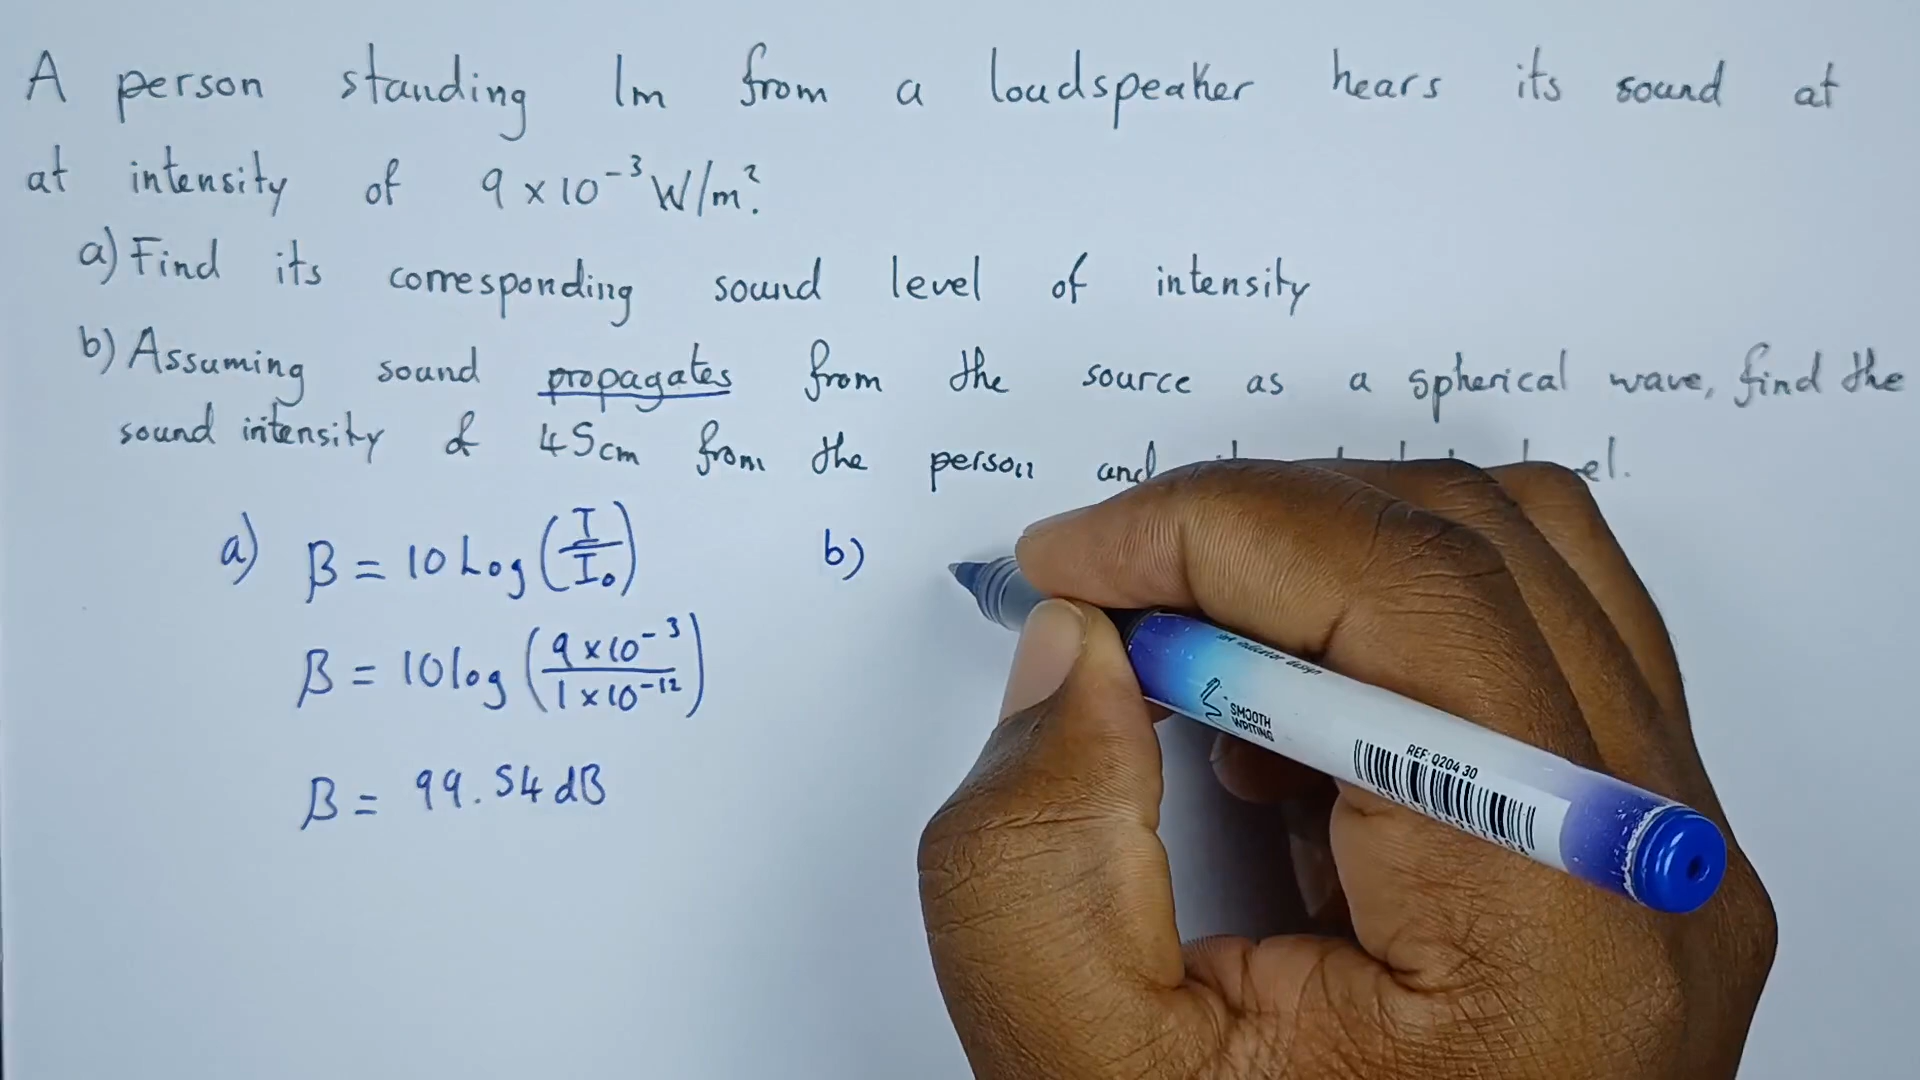 A person standing 1m from a loudspeaker hears its sound at
at intensity of 9 x 10⁻³ W/m².
a) Find its corresponding sound level of intensity
b) Assuming sound propagates from the source as a spherical wave, find the
sound intensity of 45cm from the person and
a) β = 10 Log (I/I₀)
β = 10 log (9 x 10⁻³ / 1 x 10⁻¹²)
β = 99.54 dB
b)
SMOOTH
WRITING
REF: Q204 30